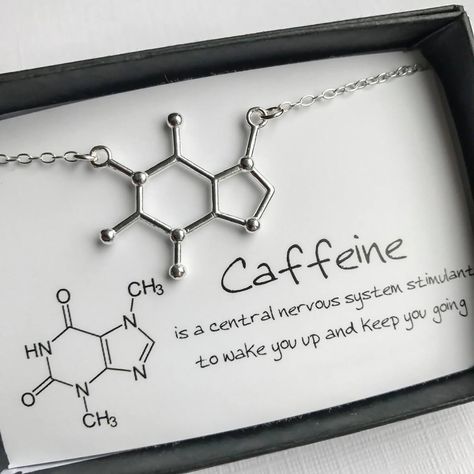 Caffeine
is a central nervous system stimulant
to wake you up and keep you going
O
CH3
N
HN
O
N
N
CH3